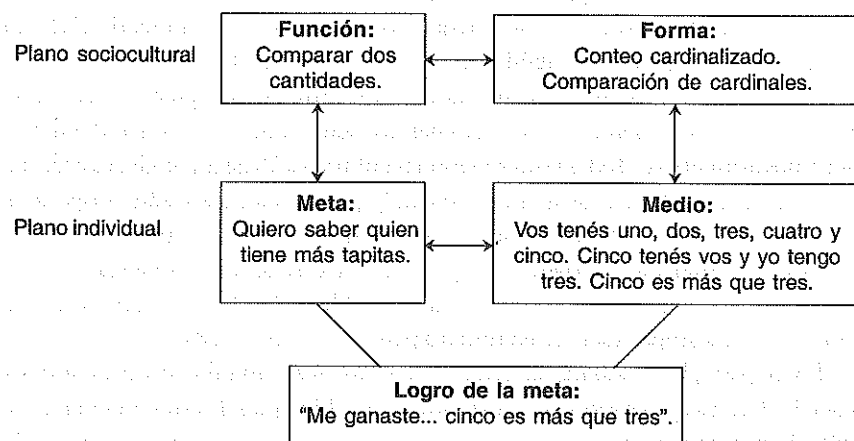 Plano sociocultural
Función:
Comparar dos
cantidades.
Forma:
Conteo cardinalizado.
Comparación de cardinales.
Plano individual
Meta:
Quiero saber quien
tiene más tapitas.
Medio:
Vos tenés uno, dos, tres, cuatro y
cinco. Cinco tenés vos y yo tengo
tres. Cinco es más que tres.
Logro de la meta:
“Me ganaste... cinco es más que tres”.